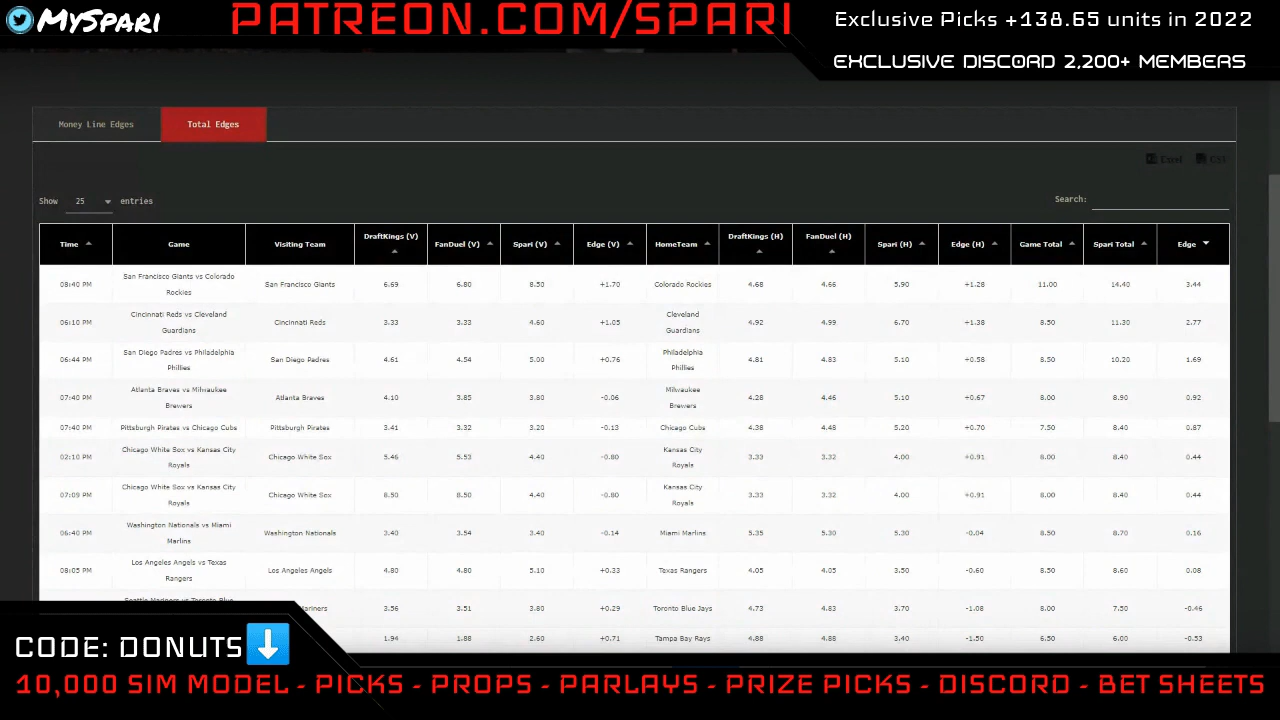 MySpari
PATREON.COM/SPARI
Exclusive Picks +138.65 units in 2022
EXCLUSIVE DISCORD 2,200+ MEMBERS
Money Line Edges Total Edges
Excel CSV
Show 25 entries Search:
Time Game Visiting Team DraftKings (V) FanDuel (V) Spari (V) Edge (V) HomeTeam DraftKings (H) FanDuel (H) Spari (H) Edge (H) Game Total Spari Total Edge
08:40 PM San Francisco Giants vs Colorado Rockies San Francisco Giants 6.69 6.80 8.50 +1.70 Colorado Rockies 4.68 4.66 5.90 +1.28 11.00 14.40 3.44
06:10 PM Cincinnati Reds vs Cleveland Guardians Cincinnati Reds 3.33 3.33 4.60 +1.05 Cleveland Guardians 4.92 4.99 6.70 +1.38 8.50 11.30 2.77
06:44 PM San Diego Padres vs Philadelphia Phillies San Diego Padres 4.61 4.54 5.00 +0.76 Philadelphia Phillies 4.81 4.83 5.10 +0.58 8.50 10.20 1.69
07:40 PM Atlanta Braves vs Milwaukee Brewers Atlanta Braves 4.10 3.85 3.80 -0.06 Milwaukee Brewers 4.28 4.46 5.10 +0.67 8.00 8.90 0.92
07:40 PM Pittsburgh Pirates vs Chicago Cubs Pittsburgh Pirates 3.41 3.32 3.20 -0.13 Chicago Cubs 4.38 4.48 5.20 +0.70 7.50 8.40 0.87
02:10 PM Chicago White Sox vs Kansas City Royals Chicago White Sox 5.46 5.53 4.40 -0.80 Kansas City Royals 3.33 3.32 4.00 +0.91 8.00 8.40 0.44
07:09 PM Chicago White Sox vs Kansas City Royals Chicago White Sox 8.50 8.50 4.40 -0.80 Kansas City Royals 3.33 3.32 4.00 +0.91 8.00 8.40 0.44
06:40 PM Washington Nationals vs Miami Marlins Washington Nationals 3.40 3.54 3.40 -0.14 Miami Marlins 5.35 5.30 5.30 -0.04 8.50 8.70 0.16
08:05 PM Los Angeles Angels vs Texas Rangers Los Angeles Angels 4.80 4.80 5.10 +0.33 Texas Rangers 4.05 4.05 3.50 -0.60 8.50 8.60 0.08
Mariners 3.56 3.51 3.80 +0.29 Toronto Blue Jays 4.73 4.83 3.70 -1.08 8.00 7.50 -0.46
1.94 1.88 2.60 +0.71 Tampa Bay Rays 4.88 4.88 3.40 -1.50 6.50 6.00 -0.53
CODE: DONUTS
10,000 SIM MODEL - PICKS - PROPS - PARLAYS - PRIZE PICKS - DISCORD - BET SHEETS